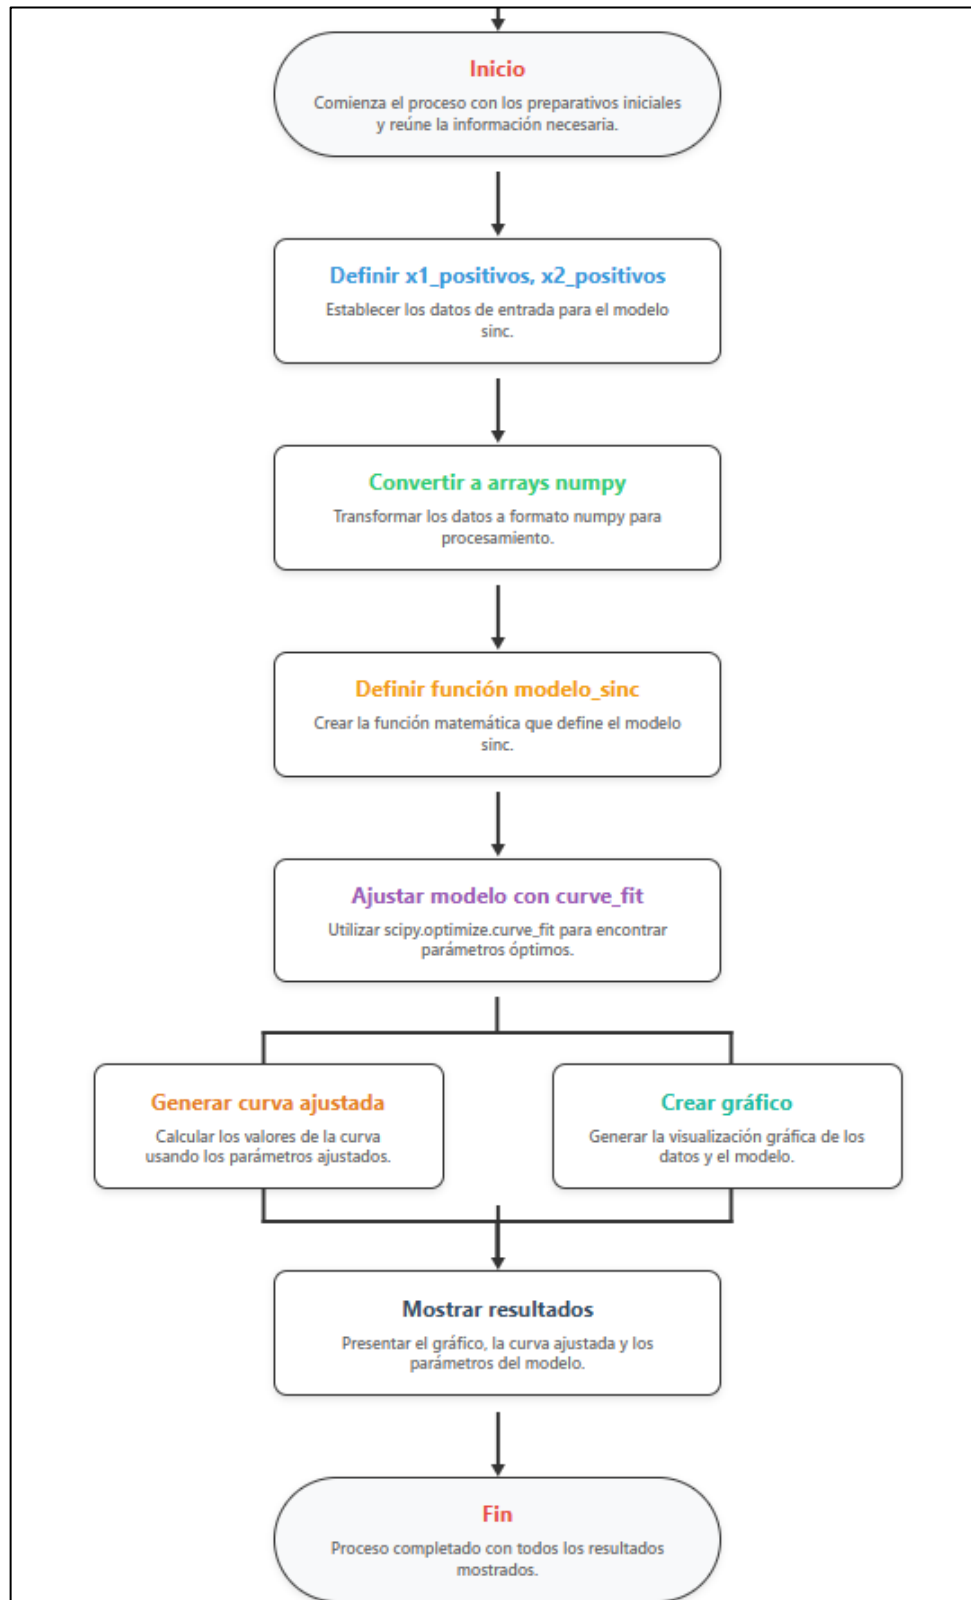 Inicio
Comienza el proceso con los preparativos iniciales
y reúne la información necesaria.
Definir x1_positivos, x2_positivos
Establecer los datos de entrada para el modelo
sinc.
Convertir a arrays numpy
Transformar los datos a formato numpy para
procesamiento.
Definir función modelo_sinc
Crear la función matemática que define el modelo
sinc.
Ajustar modelo con curve_fit
Utilizar scipy.optimize.curve_fit para encontrar
parámetros óptimos.
Generar curva ajustada
Calcular los valores de la curva
usando los parámetros ajustados.
Crear gráfico
Generar la visualización gráfica de los
datos y el modelo.
Mostrar resultados
Presentar el gráfico, la curva ajustada y los
parámetros del modelo.
Fin
Proceso completado con todos los resultados
mostrados.